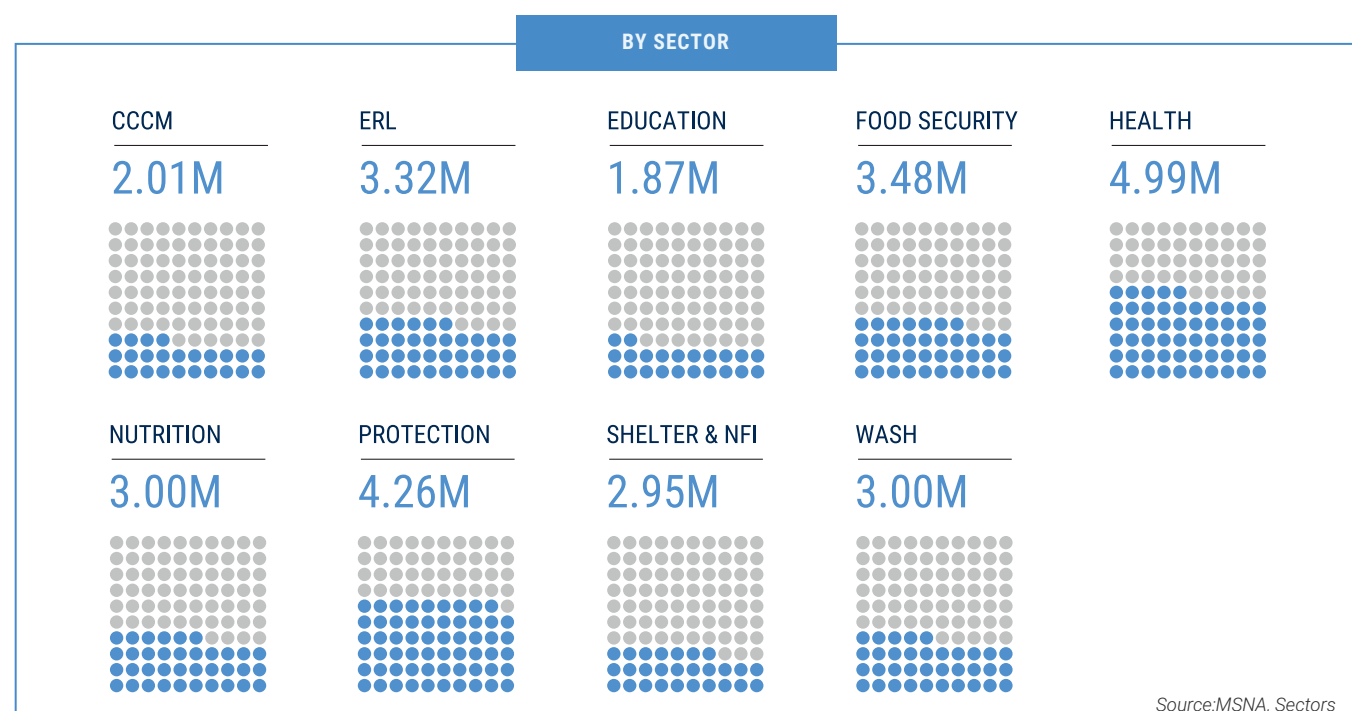 BY SECTOR
CCCM
2.01M
ERL
3.32M
EDUCATION
1.87M
FOOD SECURITY
3.48M
HEALTH
4.99M
NUTRITION
3.00M
PROTECTION
4.26M
SHELTER & NFI
2.95M
WASH
3.00M
Source:MSNA, Sectors